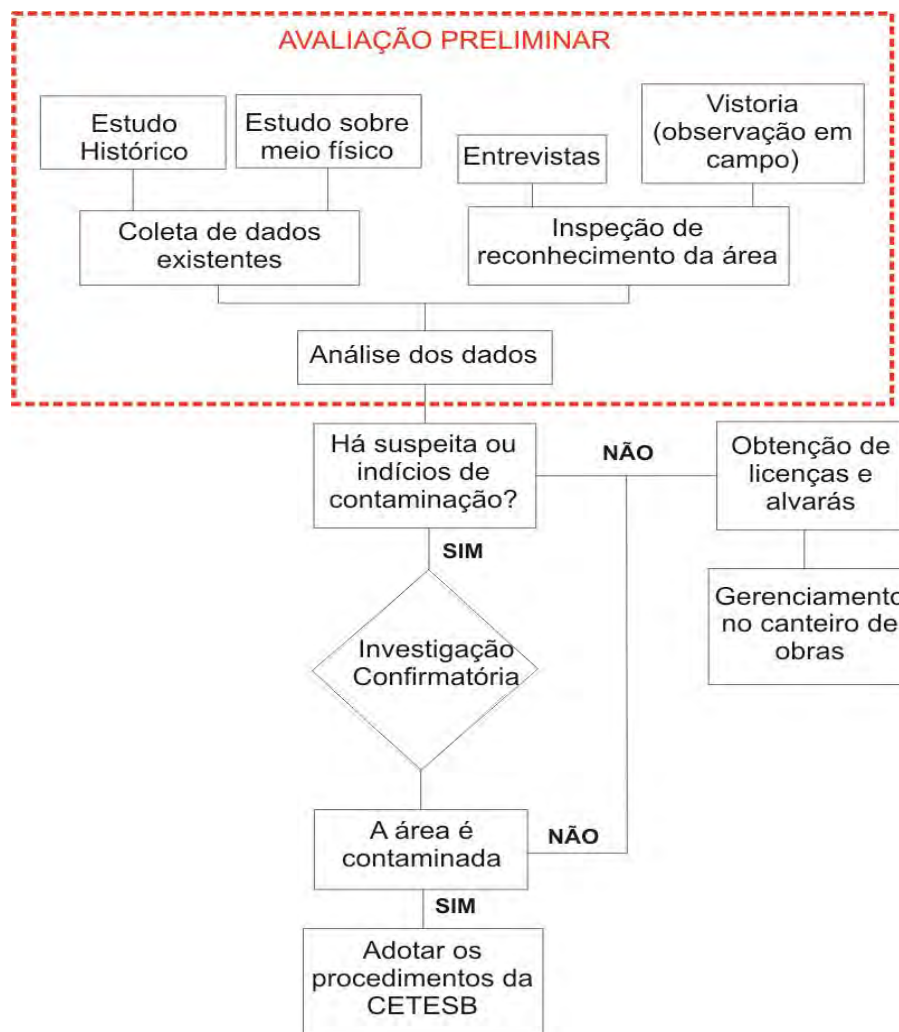 AVALIAÇÃO PRELIMINAR
Estudo
Histórico
Estudo sobre
meio físico
Entrevistas
Vistoria
(observação em
campo)
Coleta de dados
existentes
Inspeção de
reconhecimento da área
Análise dos dados
Há suspeita ou
indícios de
contaminação?
NÃO
Obtenção de
licenças e
alvarás
SIM
Gerenciamento
no canteiro de
obras
Investigação
Confirmatória
A área é
contaminada
NÃO
SIM
Adotar os
procedimentos da
CETESB